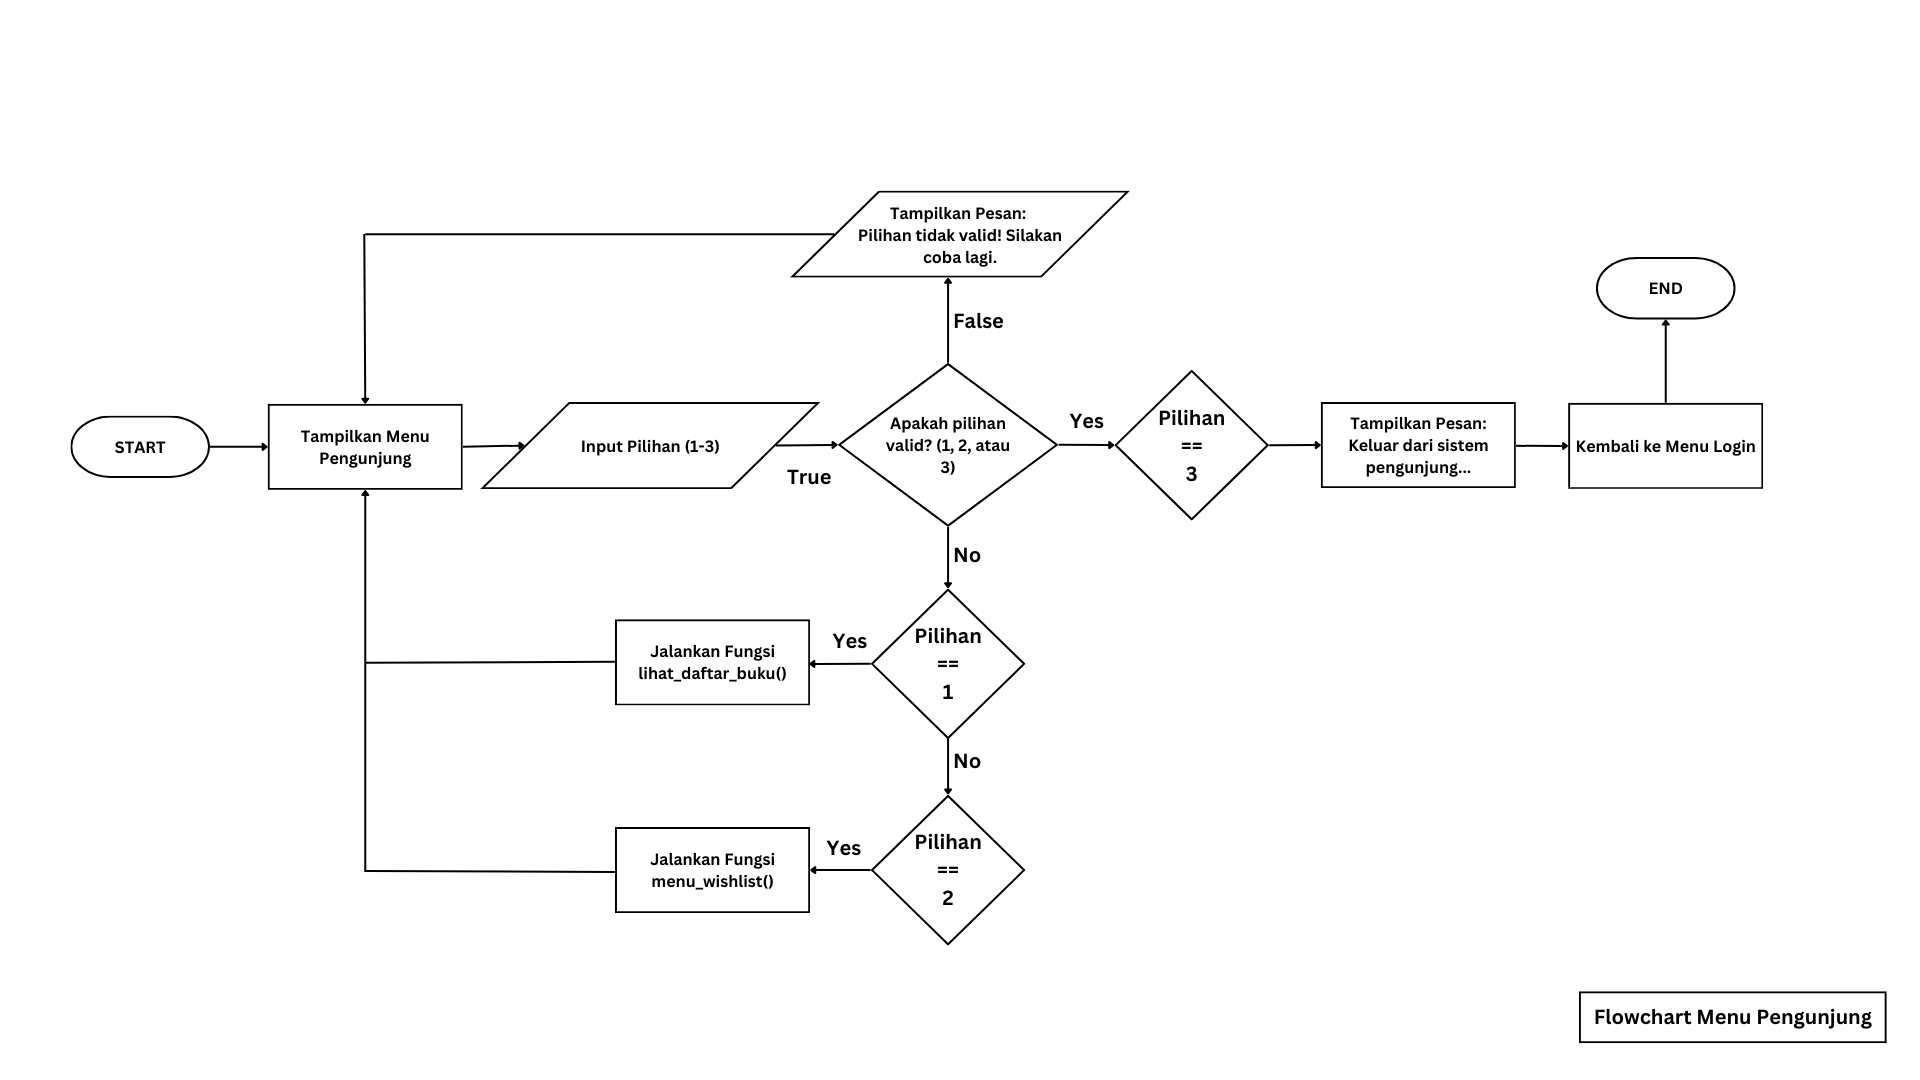 Tampilkan Pesan:
Pilihan tidak valid! Silakan
coba lagi.
False
END
START
Tampilkan Menu
Pengunjung
Input Pilihan (1-3)
True
Apakah pilihan
valid? (1, 2, atau
3)
Yes
Pilihan
==
3
Tampilkan Pesan:
Keluar dari sistem
pengunjung...
Kembali ke Menu Login
No
Jalankan Fungsi
lihat_daftar_buku()
Yes
Pilihan
==
1
No
Jalankan Fungsi
menu_wishlist()
Yes
Pilihan
==
2
Flowchart Menu Pengunjung